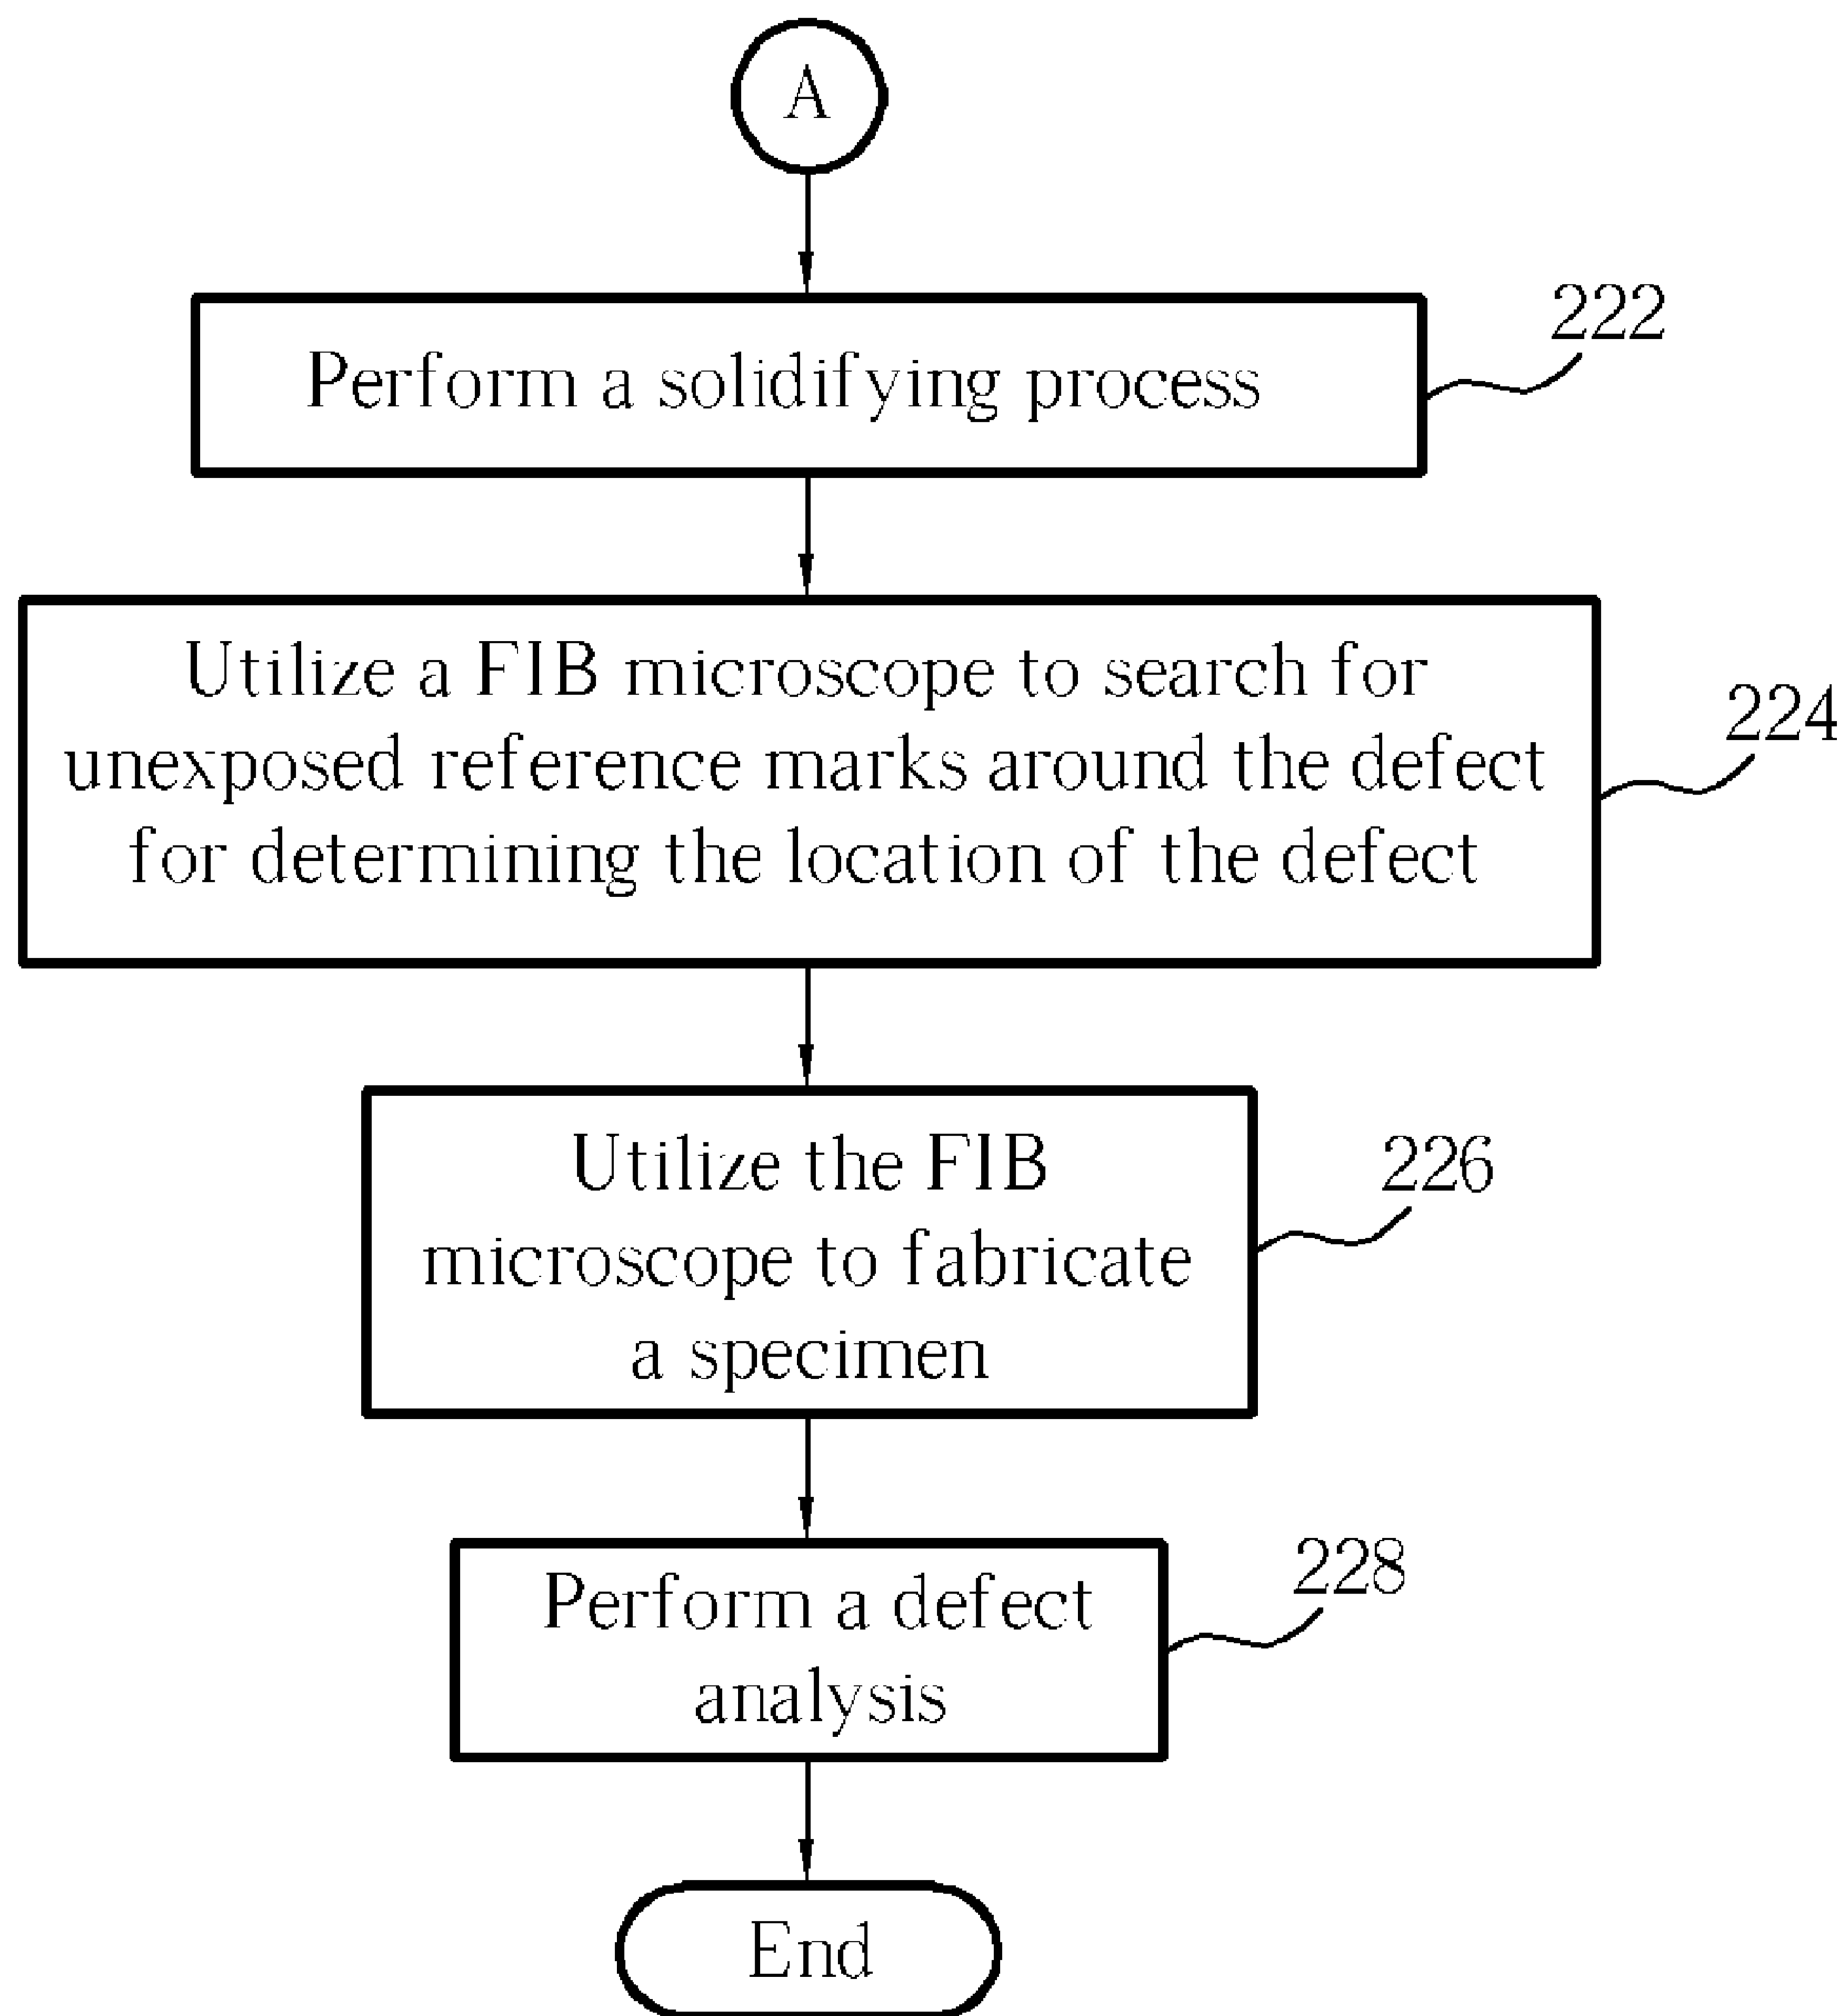 A
Perform a solidifying process
222
Utilize a FIB microscope to search for
unexposed reference marks around the defect
for determining the location of the defect
224
Utilize the FIB
microscope to fabricate
a specimen
226
Perform a defect
analysis
228
End